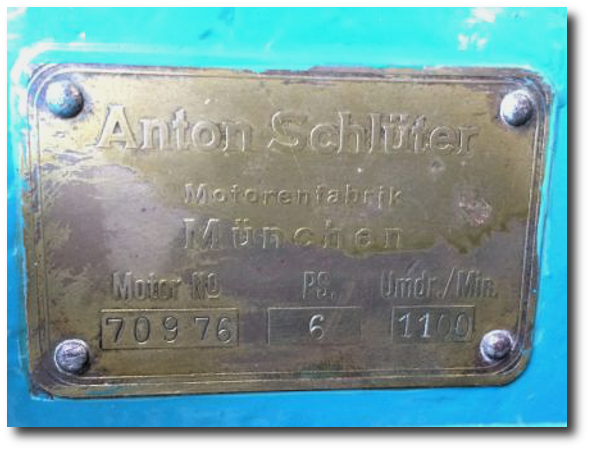 Anton Schlüter
Motorenfabrik
München
Motor No PS. Umdr./Min.
70976 6 1100